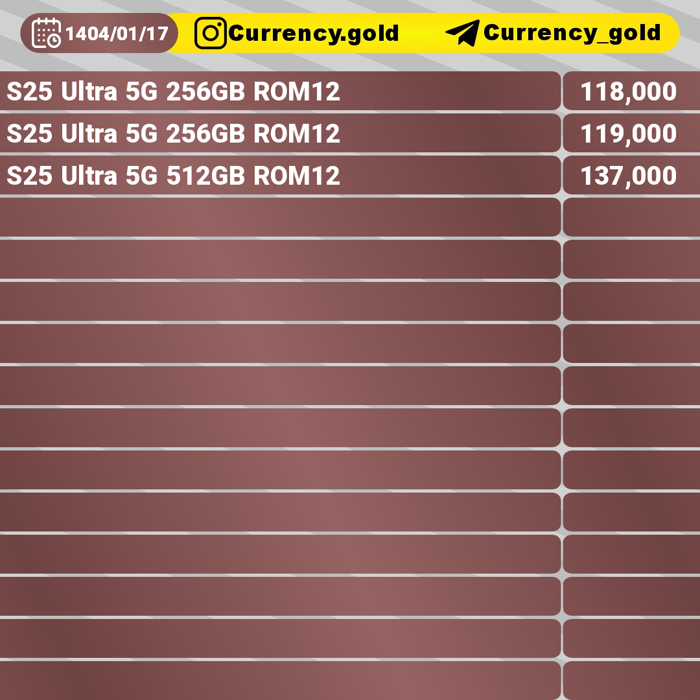 1404/01/17 Currency.gold Currency_gold
S25 Ultra 5G 256GB ROM12 118,000
S25 Ultra 5G 256GB ROM12 119,000
S25 Ultra 5G 512GB ROM12 137,000